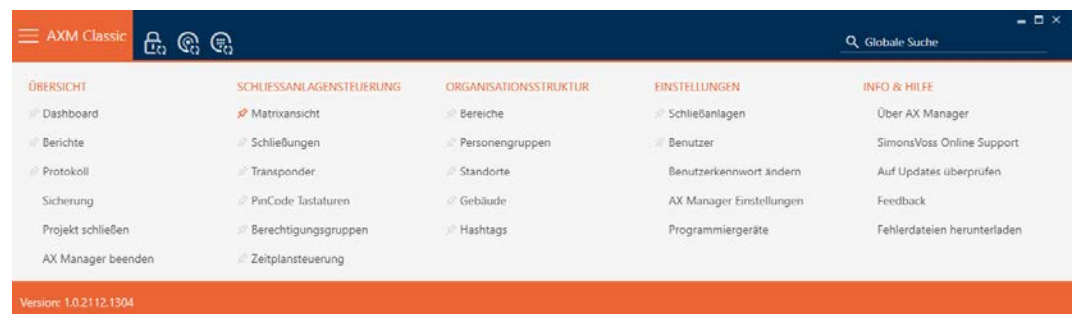 AXM Classic
Globale Suche
ÜBERSICHT
Dashboard
Berichte
Protokoll
Sicherung
Projekt schließen
AX Manager beenden
SCHLIESSANLAGENSTEUERUNG
Matrixansicht
Schließungen
Transponder
PinCode Tastaturen
Berechtigungsgruppen
Zeitplansteuerung
ORGANISATIONSSTRUKTUR
Bereiche
Personengruppen
Standorte
Gebäude
Hashtags
EINSTELLUNGEN
Schließanlagen
Benutzer
Benutzerkennwort ändern
AX Manager Einstellungen
Programmiergeräte
INFO & HILFE
Über AX Manager
SimonsVoss Online Support
Auf Updates überprüfen
Feedback
Fehlerdateien herunterladen
Version: 1.0.2112.1304